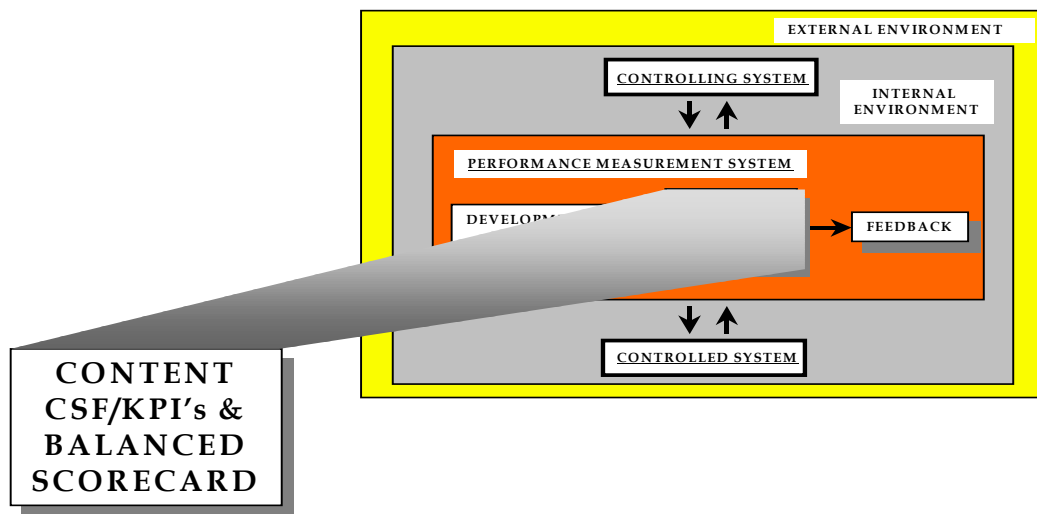 EXTERNAL ENVIRONMENT
CONTROLLING SYSTEM
INTERNAL
ENVIRONMENT
PERFORMANCE MEASUREMENT SYSTEM
FEEDBACK
CONTROLLED SYSTEM
CONTENT
CSF/KPI's &
BALANCED
SCORECARD